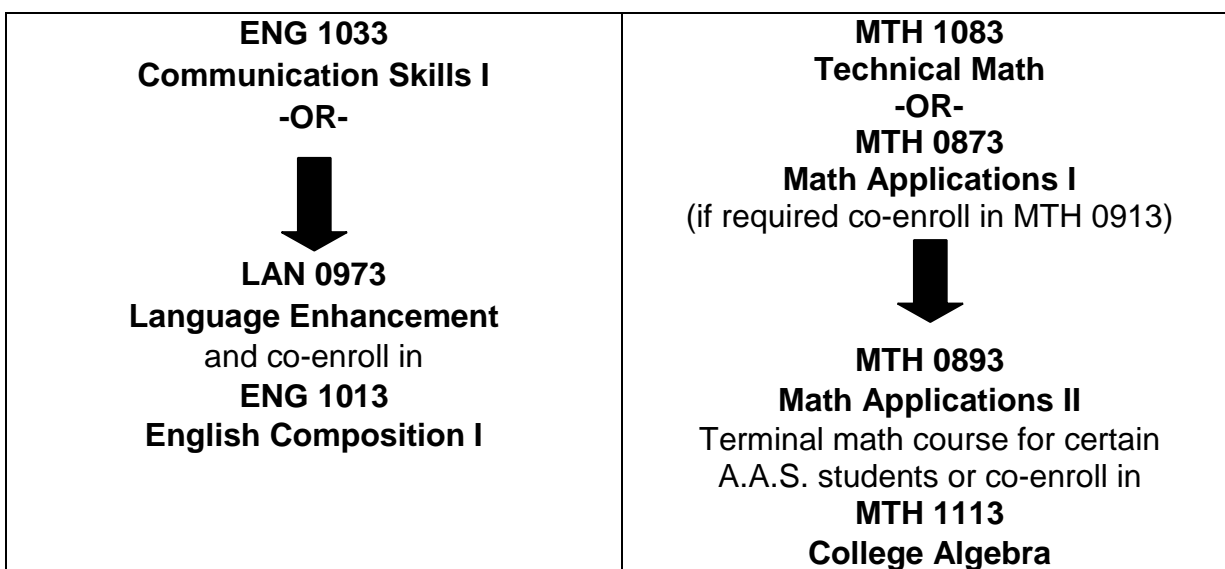 ENG 1033
Communication Skills I
-OR-
LAN 0973
Language Enhancement
and co-enroll in
ENG 1013
English Composition I
MTH 1083
Technical Math
-OR-
MTH 0873
Math Applications I
(if required co-enroll in MTH 0913)
MTH 0893
Math Applications II
Terminal math course for certain
A.A.S. students or co-enroll in
MTH 1113
College Algebra